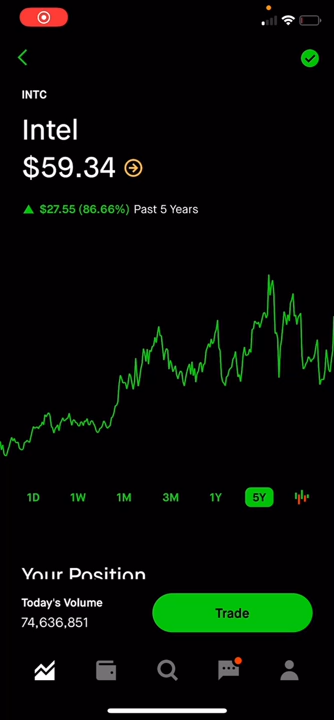 INTC
Intel
$59.34
▲ $27.55 (86.66%) Past 5 Years
1D 1W 1M 3M 1Y 5Y
Your Position
Today's Volume
74,636,851
Trade